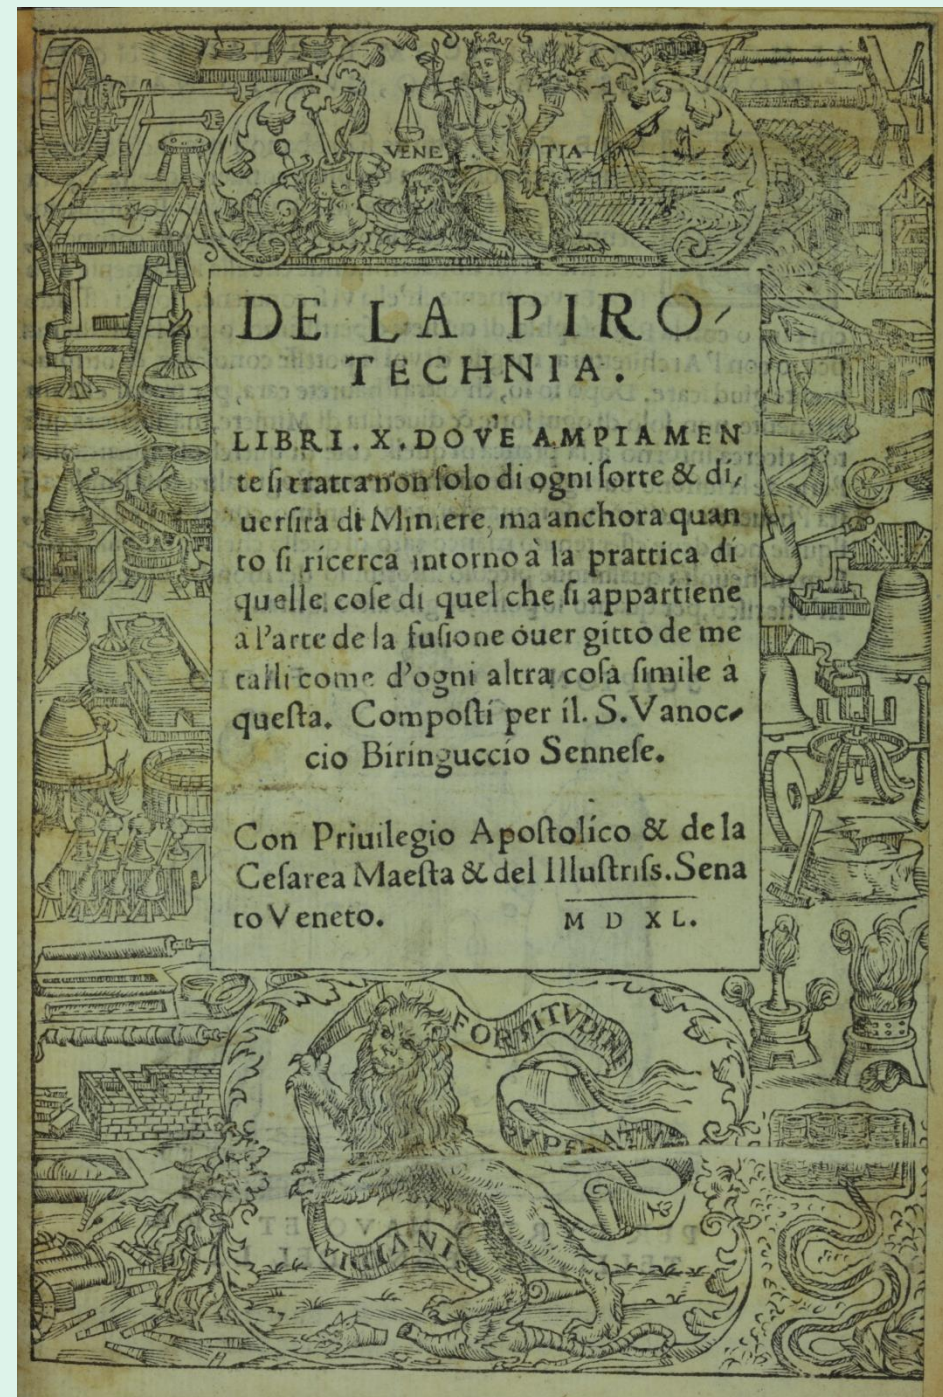 VENE TIA
DE LA PIRO⸗
TECHNIA.
LIBRI . X . DOVE AMPIAMEN
te ſi tratta non ſolo di ogni ſorte & di⸗
uerſita di Miniere, ma anchora quan
to ſi ricerca intorno à la prattica di
quelle coſe di quel che ſi appartiene
a l'arte de la fuſione ouer gitto de me
talli come d'ogni altra coſa ſimile à
queſta. Compoſti per il. S. Vanoc⸗
cio Biringuccio Senneſe.
Con Priuilegio Apoſtolico & de la
Ceſarea Maeſta & del Illuſtriſs. Sena
to Veneto.
M D XL.
FORTITVDINE
SVPERATVR
INVIDIA